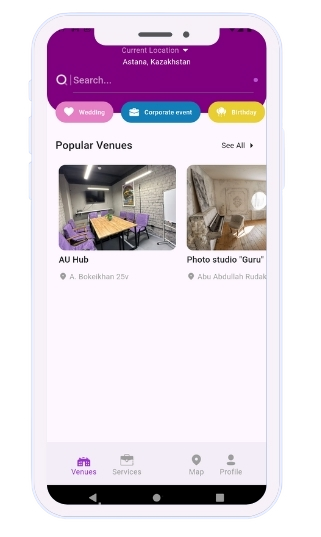 Current Location
Astana, Kazakhstan
Search...
Wedding
Corporate event
Birthday
Popular Venues
See All
AU Hub
Photo studio "Guru"
A. Bokeikhan 25v
Abu Abdullah Rudak
Venues
Services
Map
Profile